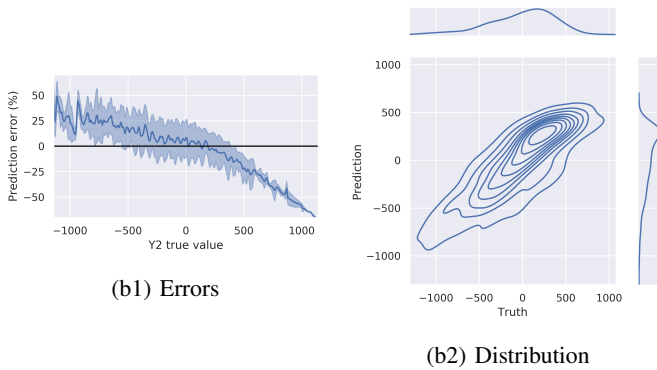 Prediction error (%)
50
25
0
−25
−50
−1000 −500 0 500 1000
Y2 true value
(b1) Errors
Prediction
1000
500
0
−500
−1000
−1000 −500 0 500 1000
Truth
(b2) Distribution